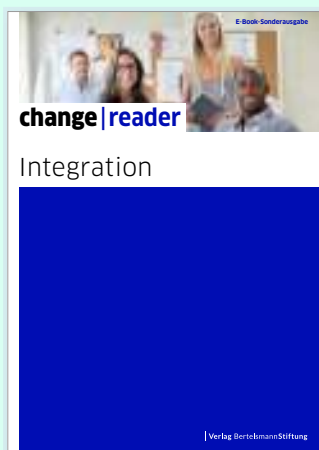 E-Book-Sonderausgabe
change|reader
Integration
Verlag BertelsmannStiftung